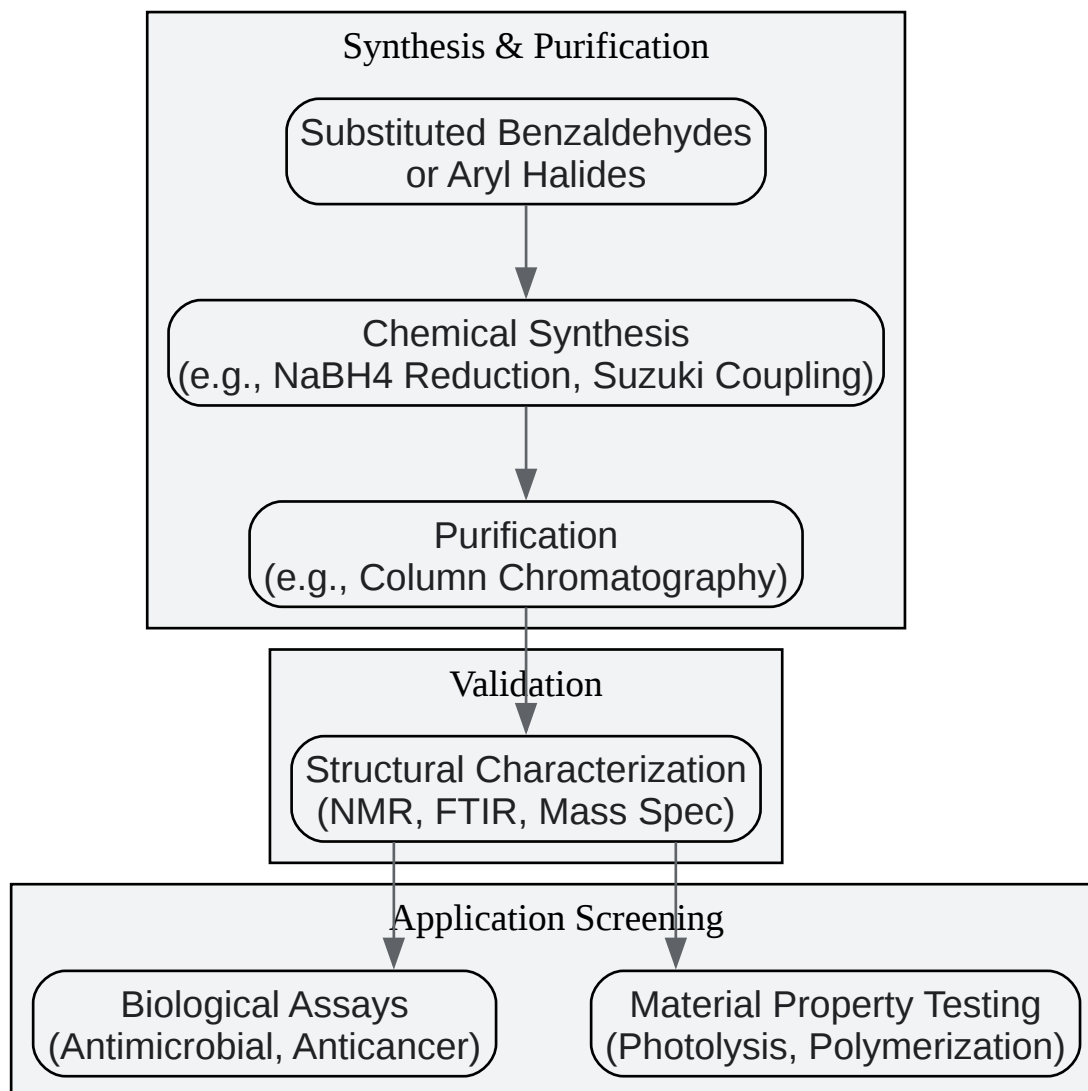 Synthesis & Purification
Substituted Benzaldehydes
or Aryl Halides
Chemical Synthesis
(e.g., NaBH4 Reduction, Suzuki Coupling)
Purification
(e.g., Column Chromatography)
Validation
Structural Characterization
(NMR, FTIR, Mass Spec)
Application Screening
Biological Assays
(Antimicrobial, Anticancer)
Material Property Testing
(Photolysis, Polymerization)